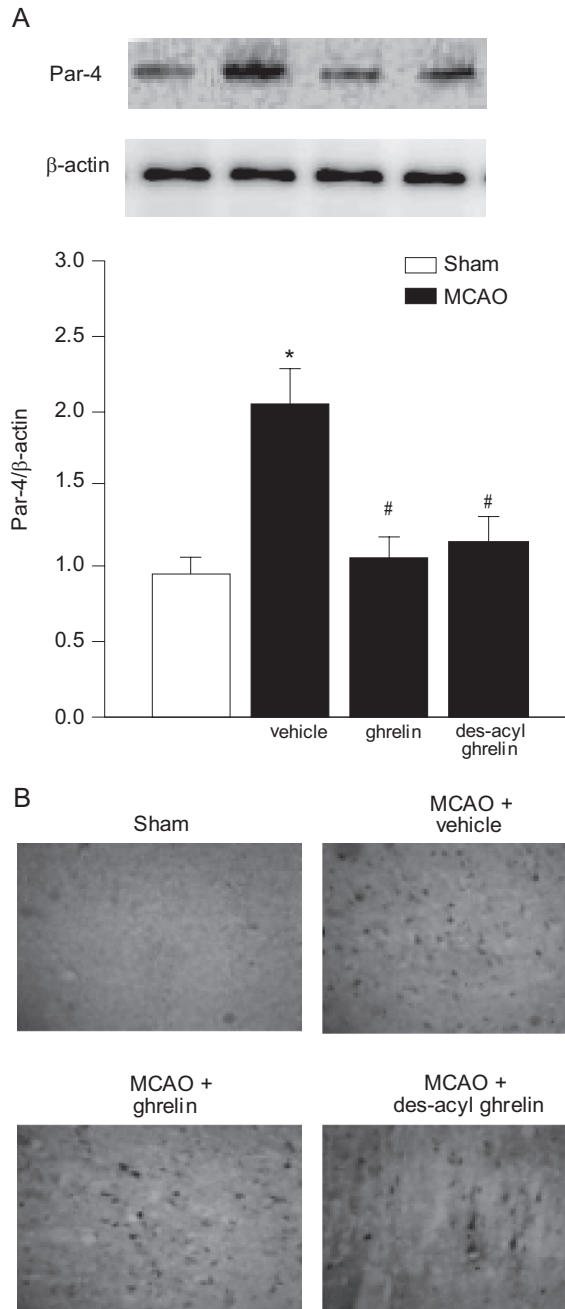 A
Par-4
β-actin
3.0
2.5
2.0
1.5
1.0
0.5
0.0
Par-4/β-actin
Sham
MCAO
*
#
#
vehicle
ghrelin
des-acyl
ghrelin
B
Sham
MCAO +
vehicle
MCAO +
ghrelin
MCAO +
des-acyl ghrelin